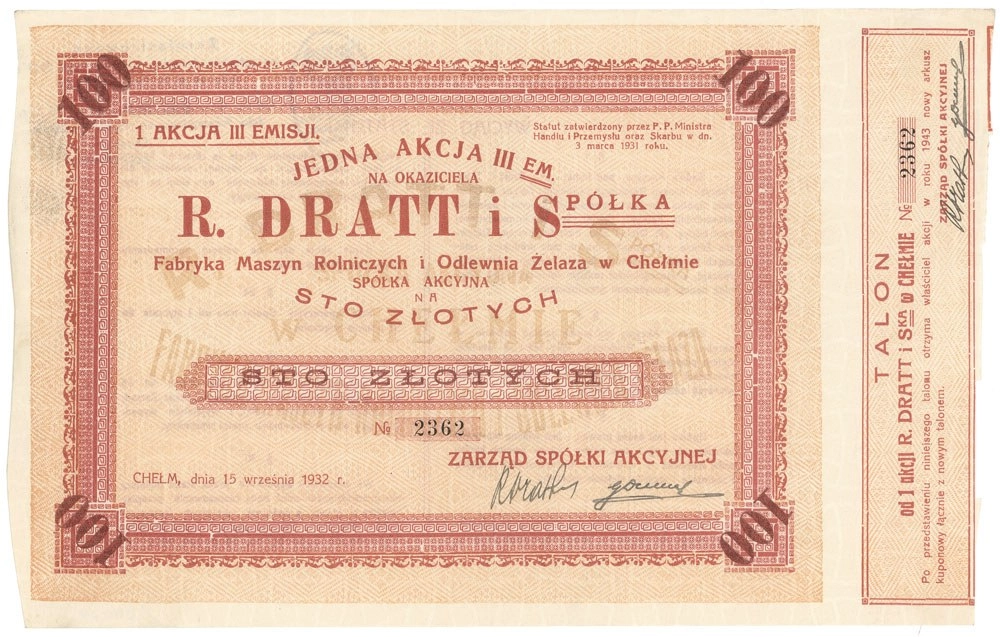 100
100
1 AKCJA III EMISJI.
Statut zatwierdzony przez P. P. Ministra
Handlu i Przemysłu oraz Skarbu w dn.
3 marca 1931 roku.
JEDNA AKCJA III EM.
NA OKAZICIELA
R. DRATT i SPÓŁKA
Fabryka Maszyn Rolniczych i Odlewnia Żelaza w Chełmie
SPÓŁKA AKCYJNA
NA
STO ZŁOTYCH
W CHEŁMIE
STO ZŁOTYCH
№ 2362
ZARZĄD SPÓŁKI AKCYJNEJ
CHEŁM, dnia 15 września 1932 r.
100
100
TALON
od 1 akcji R. DRATT i SKA w CHEŁMIE № 2362
Po przedstawieniu niniejszego talonu otrzyma właściciel akcji w roku 1943 nowy arkusz
kuponowy łącznie z nowym talonem.
ZARZĄD SPÓŁKI AKCYJNEJ